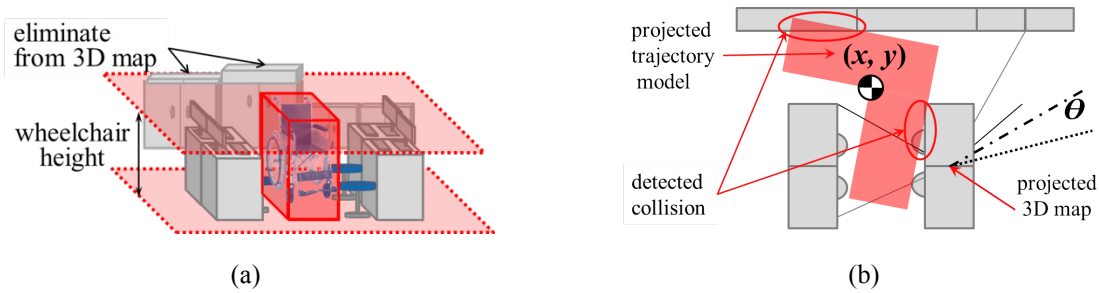 eliminate
from 3D map
wheelchair
height
(a)
projected
trajectory
model
(x, y)
θ
detected
collision
projected
3D map
(b)